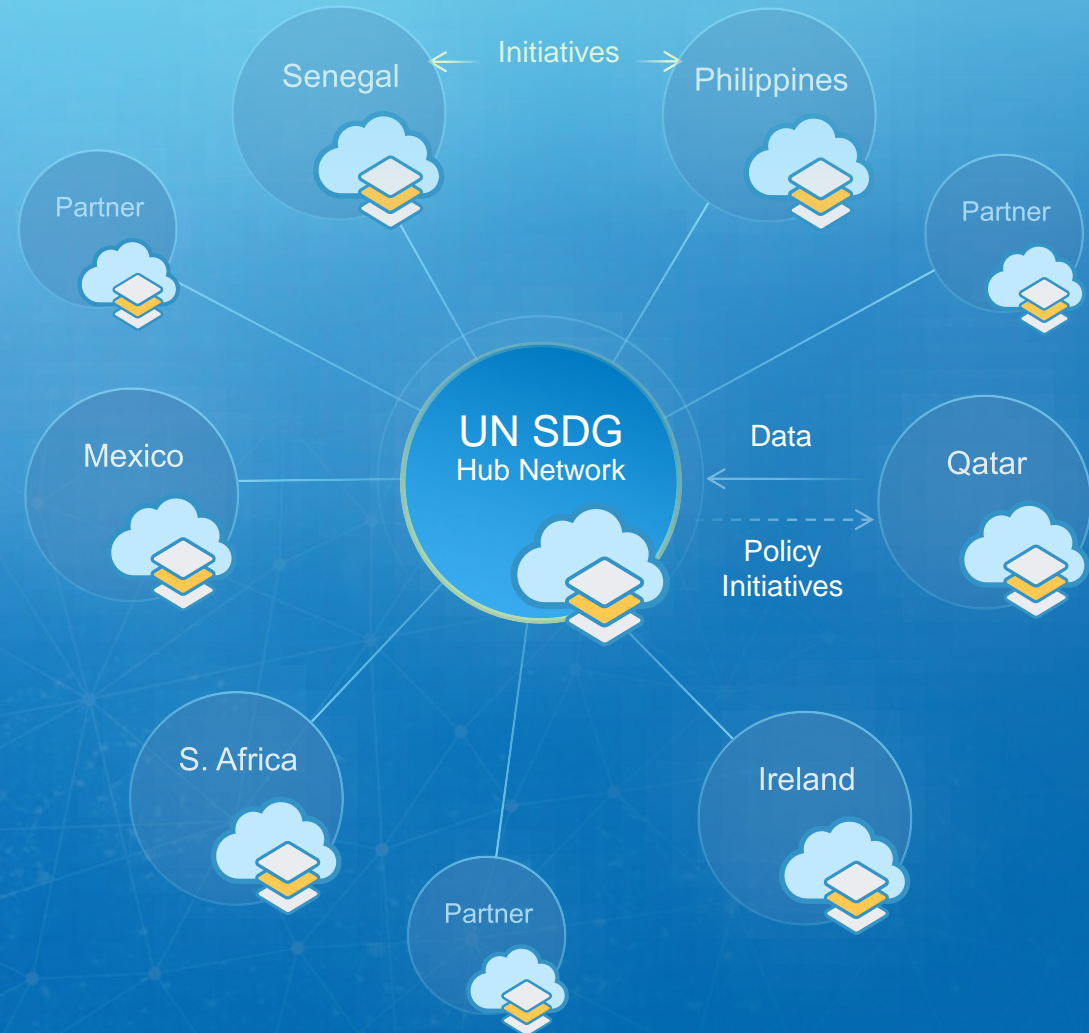 Initiatives
Senegal
Philippines
Partner
Partner
UN SDG
Hub Network
Data
Mexico
Qatar
Policy
Initiatives
S. Africa
Ireland
Partner